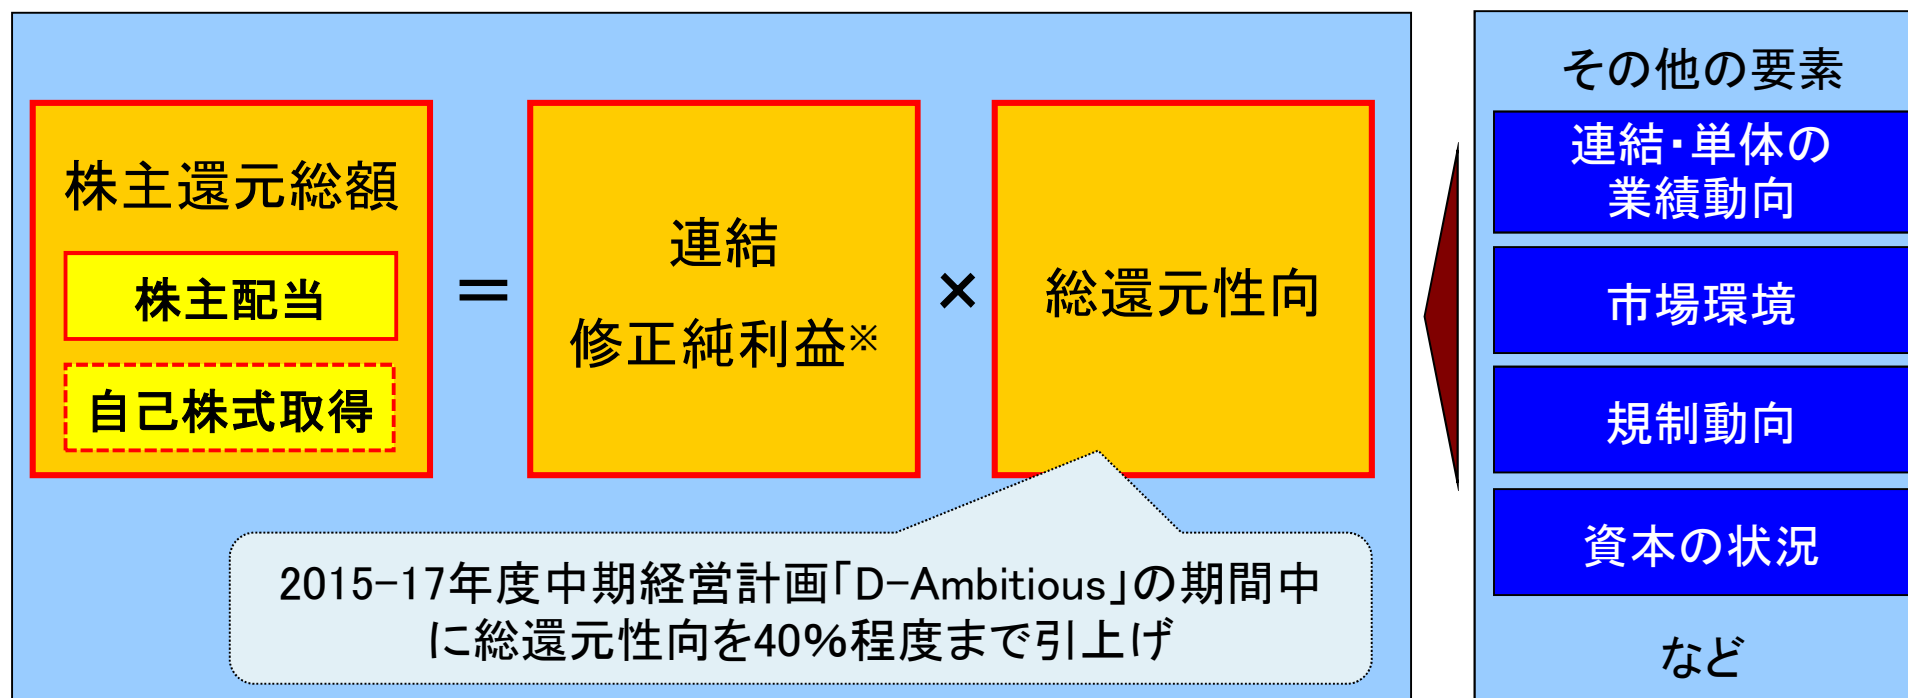 株主還元総額
株主配当
自己株式取得
＝
連結
修正純利益※
×
総還元性向
2015-17年度中期経営計画「D-Ambitious」の期間中
に総還元性向を40%程度まで引上げ
その他の要素
連結・単体の
業績動向
市場環境
規制動向
資本の状況
など